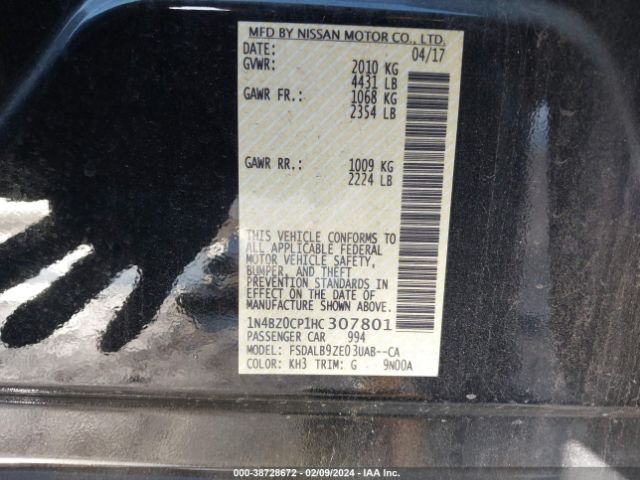 MFD BY NISSAN MOTOR CO., LTD.
DATE: 04/17
GVWR: 2010 KG
4431 LB
GAWR FR.: 1068 KG
2354 LB
GAWR RR.: 1009 KG
2224 LB
THIS VEHICLE CONFORMS TO
ALL APPLICABLE FEDERAL
MOTOR VEHICLE SAFETY,
BUMPER, AND THEFT
PREVENTION STANDARDS IN
EFFECT ON THE DATE OF
MANUFACTURE SHOWN ABOVE.
1N4BZ0CP1HC307801
PASSENGER CAR 994
MODEL: FSDALB9ZE03UAB--CA
COLOR: KH3 TRIM: G 9N00A
000-38728672 / 02/09/2024 — IAA Inc.